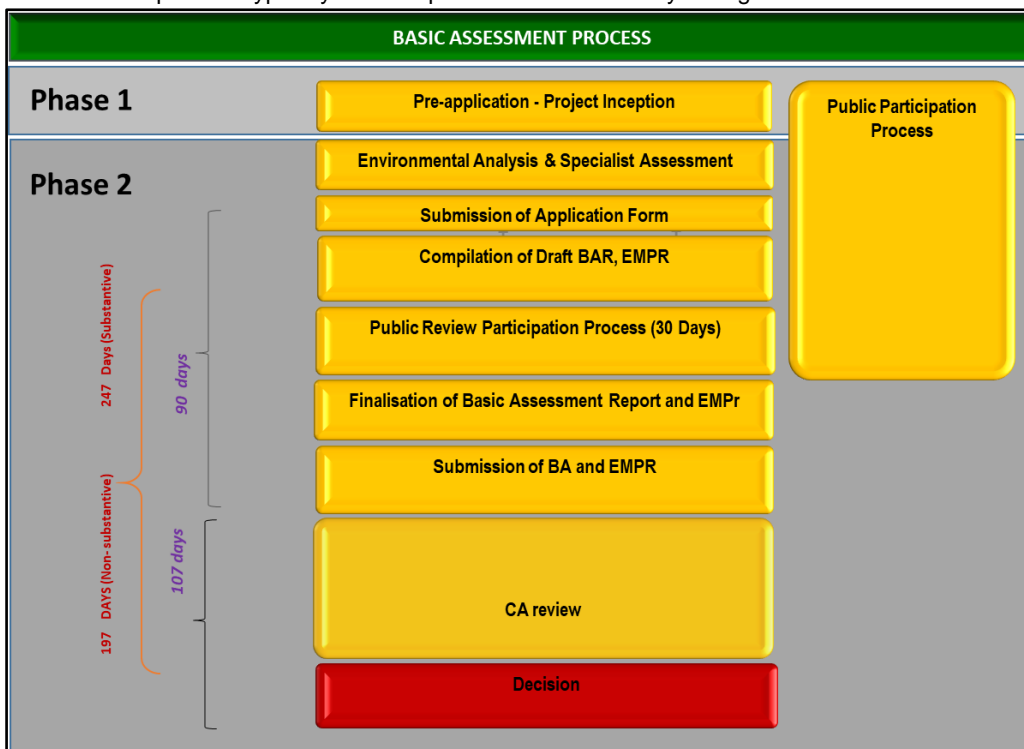 BASIC ASSESSMENT PROCESS
Phase 1
Pre-application - Project Inception
Public Participation
Process
Phase 2
Environmental Analysis & Specialist Assessment
Submission of Application Form
Compilation of Draft BAR, EMPR
Public Review Participation Process (30 Days)
Finalisation of Basic Assessment Report and EMPr
Submission of BA and EMPR
CA review
Decision
247 Days (Substantive)
197 DAYS (Non- substantive)
90 days
107 days